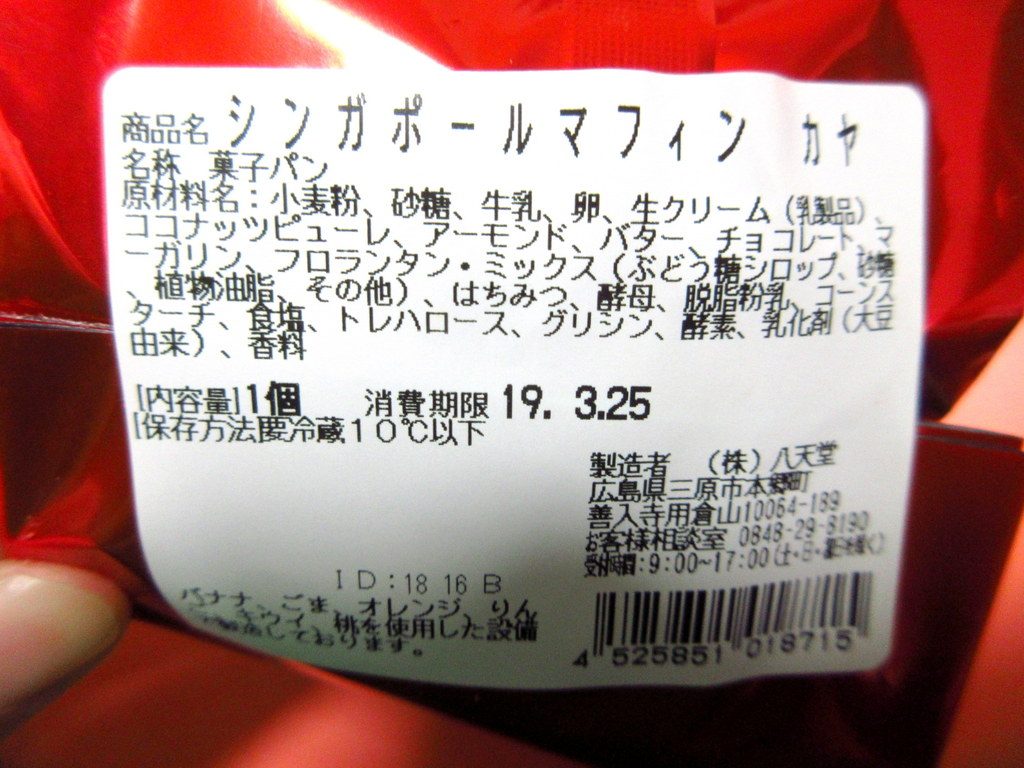 商品名 シンガポールマフィン カヤ
名称 菓子パン
原材料名：小麦粉、砂糖、牛乳、卵、生クリーム（乳製品）、
ココナッツピューレ、アーモンド、バター、チョコレート、マ
ーガリン、フロランタン・ミックス（ぶどう糖シロップ、砂糖
、植物油脂、その他）、はちみつ、酵母、脱脂粉乳、コーンス
ターチ、食塩、トレハロース、グリシン、酵素、乳化剤（大豆
由来）、香料
[内容量]1個 消費期限 19. 3.25
[保存方法]要冷蔵１０℃以下
製造者 （株）八天堂
広島県三原市本郷町
善入寺用倉山10064-189
お客様相談室 0848-29-8190
受付時間:9:00~17:00(土・日・祝日を除く)
ID:18 16 B
バナナ、ごま、オレンジ、りん
キウイ、桃を使用した設備
しております。
4 525851 018715